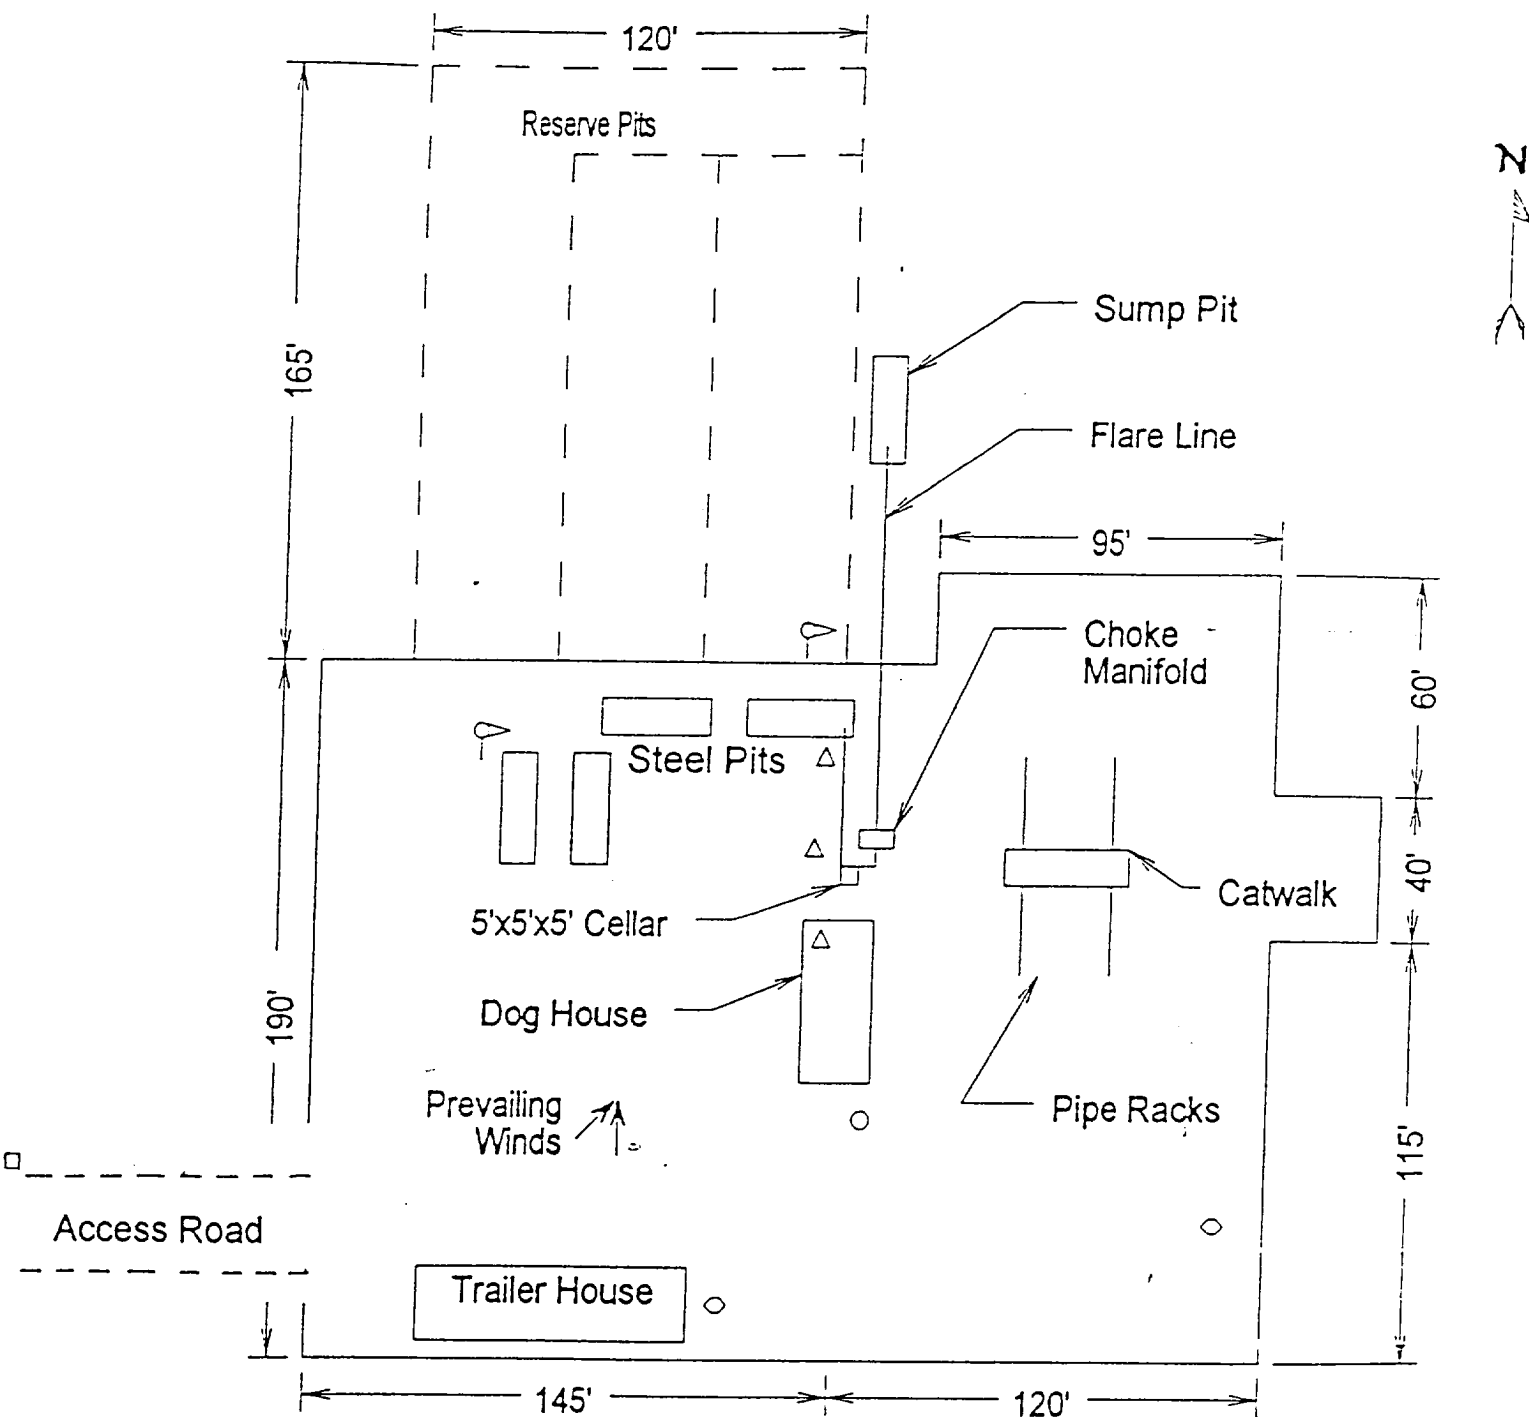 120'
Reserve Pits
N
Sump Pit
165'
Flare Line
95'
Choke
Manifold
60'
Steel Pits
40'
Catwalk
5'x5'x5' Cellar
190'
Dog House
Prevailing
Winds
Pipe Racks
115'
Access Road
Trailer House
145'
120'